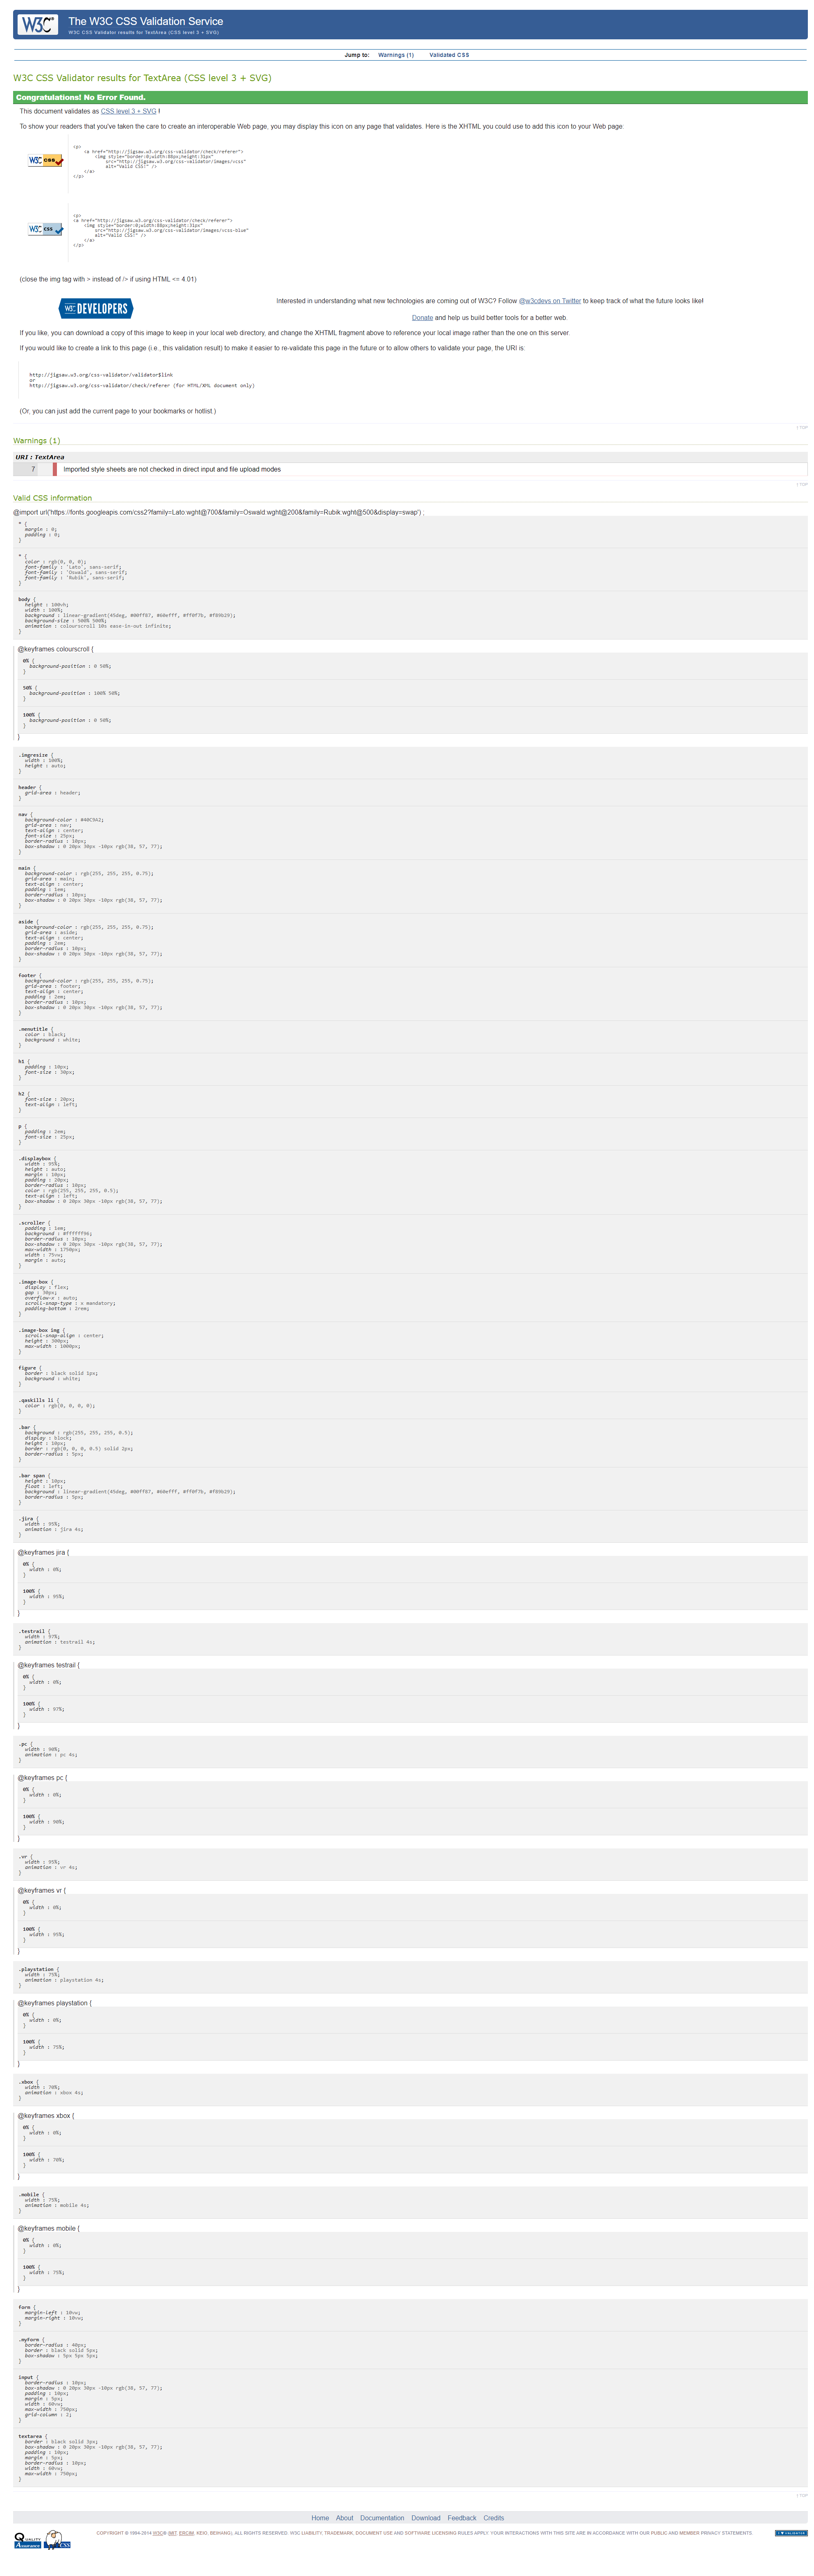 W3C®
The W3C CSS Validation Service
W3C CSS Validator results for TextArea (CSS level 3 + SVG)
Jump to: Warnings (1) Validated CSS
W3C CSS Validator results for TextArea (CSS level 3 + SVG)
Congratulations! No Error Found.
This document validates as CSS level 3 + SVG !
To show your readers that you've taken the care to create an interoperable Web page, you may display this icon on any page that validates. Here is the XHTML you could use to add this icon to your Web page:
W3C css
<p>
<a href="http://jigsaw.w3.org/css-validator/check/referer">
<img style="border:0;width:88px;height:31px"
src="http://jigsaw.w3.org/css-validator/images/vcss"
alt="Valid CSS!" />
</a>
</p>
W3C css
<p>
<a href="http://jigsaw.w3.org/css-validator/check/referer">
<img style="border:0;width:88px;height:31px"
src="http://jigsaw.w3.org/css-validator/images/vcss-blue"
alt="Valid CSS!" />
</a>
</p>
(close the img tag with > instead of /> if using HTML <= 4.01)
W3C DEVELOPERS
Interested in understanding what new technologies are coming out of W3C? Follow @w3cdevs on Twitter to keep track of what the future looks like!
Donate and help us build better tools for a better web.
If you like, you can download a copy of this image to keep in your local web directory, and change the XHTML fragment above to reference your local image rather than the one on this server.
If you would like to create a link to this page (i.e., this validation result) to make it easier to re-validate this page in the future or to allow others to validate your page, the URI is:
http://jigsaw.w3.org/css-validator/validator$link
or
http://jigsaw.w3.org/css-validator/check/referer (for HTML/XML document only)
(Or, you can just add the current page to your bookmarks or hotlist.)
↑ TOP
Warnings (1)
URI : TextArea
7 Imported style sheets are not checked in direct input and file upload modes
↑ TOP
Valid CSS information
@import url('https://fonts.googleapis.com/css2?family=Lato:wght@700&family=Oswald:wght@200&family=Rubik:wght@500&display=swap') ;
* {
margin : 0;
padding : 0;
}
* {
color : rgb(0, 0, 0);
font-family : 'Lato', sans-serif;
font-family : 'Oswald', sans-serif;
font-family : 'Rubik', sans-serif;
}
body {
height : 100vh;
width : 100%;
background : linear-gradient(45deg, #00ff87, #60efff, #ff0f7b, #f89b29);
background-size : 500% 500%;
animation : colourscroll 10s ease-in-out infinite;
}
@keyframes colourscroll {
0% {
background-position : 0 50%;
}
50% {
background-position : 100% 50%;
}
100% {
background-position : 0 50%;
}
}
.imgresize {
width : 100%;
height : auto;
}
header {
grid-area : header;
}
nav {
background-color : #40C9A2;
grid-area : nav;
text-align : center;
font-size : 25px;
border-radius : 10px;
box-shadow : 0 20px 30px -10px rgb(38, 57, 77);
}
main {
background-color : rgb(255, 255, 255, 0.75);
grid-area : main;
text-align : center;
padding : 1em;
border-radius : 10px;
box-shadow : 0 20px 30px -10px rgb(38, 57, 77);
}
aside {
background-color : rgb(255, 255, 255, 0.75);
grid-area : aside;
text-align : center;
padding : 2em;
border-radius : 10px;
box-shadow : 0 20px 30px -10px rgb(38, 57, 77);
}
footer {
background-color : rgb(255, 255, 255, 0.75);
grid-area : footer;
text-align : center;
padding : 2em;
border-radius : 10px;
box-shadow : 0 20px 30px -10px rgb(38, 57, 77);
}
.menutitle {
color : black;
background : white;
}
h1 {
padding : 10px;
font-size : 30px;
}
h2 {
font-size : 20px;
text-align : left;
}
p {
padding : 2em;
font-size : 25px;
}
.displaybox {
width : 95%;
height : auto;
margin : 10px;
padding : 20px;
border-radius : 10px;
color : rgb(255, 255, 255, 0.5);
text-align : left;
box-shadow : 0 20px 30px -10px rgb(38, 57, 77);
}
.scroller {
padding : 1em;
background : #ffffff96;
border-radius : 10px;
box-shadow : 0 20px 30px -10px rgb(38, 57, 77);
max-width : 1750px;
width : 75vw;
margin : auto;
}
.image-box {
display : flex;
gap : 30px;
overflow-x : auto;
scroll-snap-type : x mandatory;
padding-bottom : 2rem;
}
.image-box img {
scroll-snap-align : center;
height : 300px;
max-width : 1000px;
}
figure {
border : black solid 1px;
background : white;
}
.qaskills li {
color : rgb(0, 0, 0, 0);
}
.bar {
background : rgb(255, 255, 255, 0.5);
display : block;
height : 10px;
border : rgb(0, 0, 0, 0.5) solid 2px;
border-radius : 5px;
}
.bar span {
height : 10px;
float : left;
background : linear-gradient(45deg, #00ff87, #60efff, #ff0f7b, #f89b29);
border-radius : 5px;
}
.jira {
width : 95%;
animation : jira 4s;
}
@keyframes jira {
0% {
width : 0%;
}
100% {
width : 95%;
}
}
.testrail {
width : 97%;
animation : testrail 4s;
}
@keyframes testrail {
0% {
width : 0%;
}
100% {
width : 97%;
}
}
.pc {
width : 90%;
animation : pc 4s;
}
@keyframes pc {
0% {
width : 0%;
}
100% {
width : 90%;
}
}
.vr {
width : 95%;
animation : vr 4s;
}
@keyframes vr {
0% {
width : 0%;
}
100% {
width : 95%;
}
}
.playstation {
width : 75%;
animation : playstation 4s;
}
@keyframes playstation {
0% {
width : 0%;
}
100% {
width : 75%;
}
}
.xbox {
width : 70%;
animation : xbox 4s;
}
@keyframes xbox {
0% {
width : 0%;
}
100% {
width : 70%;
}
}
.mobile {
width : 75%;
animation : mobile 4s;
}
@keyframes mobile {
0% {
width : 0%;
}
100% {
width : 75%;
}
}
form {
margin-left : 10vw;
margin-right : 10vw;
}
.myForm {
border-radius : 40px;
border : black solid 5px;
box-shadow : 5px 5px 5px;
}
input {
border-radius : 10px;
box-shadow : 0 20px 30px -10px rgb(38, 57, 77);
padding : 10px;
margin : 5px;
width : 60vw;
max-width : 750px;
grid-column : 2;
}
textarea {
border : black solid 3px;
box-shadow : 0 20px 30px -10px rgb(38, 57, 77);
padding : 10px;
margin : 5px;
border-radius : 10px;
width : 60vw;
max-width : 750px;
}
↑ TOP
Home About Documentation Download Feedback Credits
QUALITY Assurance CSS
COPYRIGHT © 1994-2014 W3C® (MIT, ERCIM, KEIO, BEIHANG), ALL RIGHTS RESERVED. W3C LIABILITY, TRADEMARK, DOCUMENT USE AND SOFTWARE LICENSING RULES APPLY. YOUR INTERACTIONS WITH THIS SITE ARE IN ACCORDANCE WITH OUR PUBLIC AND MEMBER PRIVACY STATEMENTS.
I ♥ VALIDATOR